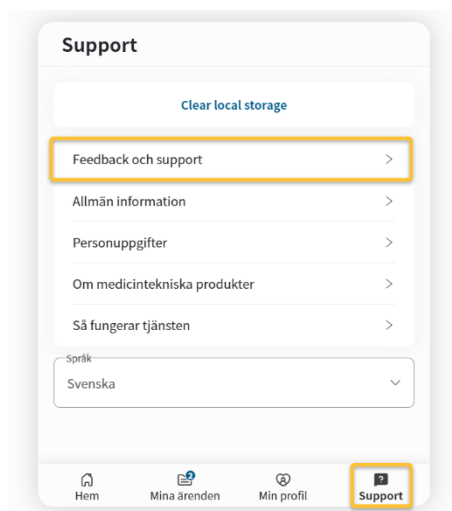 Support
Clear local storage
Feedback och support
Allmän information
Personuppgifter
Om medicintekniska produkter
Så fungerar tjänsten
Språk
Svenska
2
?
Hem Mina ärenden Min profil Support